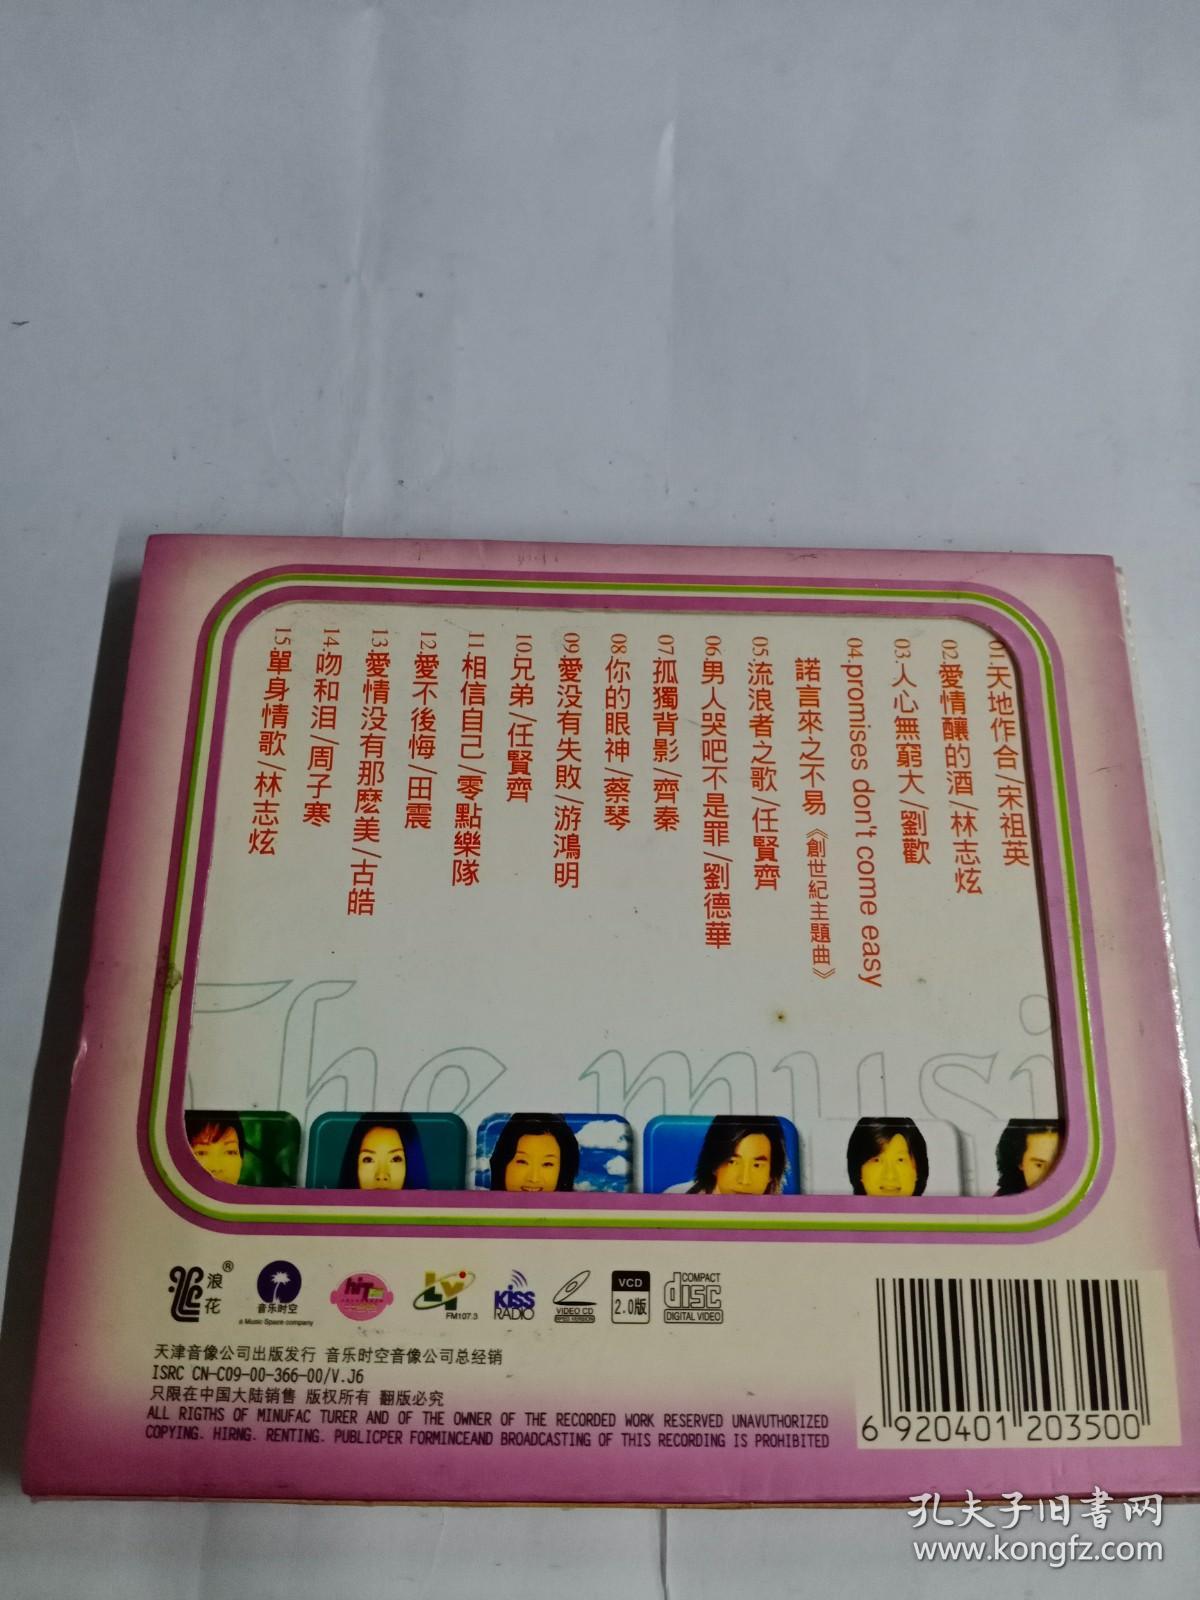 01.天地作合/宋祖英
02.愛情釀的酒/林志炫
03.人心無窮大/劉歡
04.promises don't come easy
諾言來之不易《創世紀主題曲》
05.流浪者之歌/任賢齊
06.男人哭吧不是罪/劉德華
07.孤獨背影/齊秦
08.你的眼神/蔡琴
09.愛没有失敗/游鴻明
10.兄弟/任賢齊
11.相信自己/零點樂隊
12.愛不後悔/田震
13.愛情没有那麽美/古皓
14.吻和泪/周子寒
15.單身情歌/林志炫
The musi
浪花®
音乐时空
a Music Space company
hit
LY
FM107.3
Kiss
RADIO
VIDEO CD
VCD
2.0版
COMPACT
disc
DIGITAL VIDEO
天津音像公司出版发行 音乐时空音像公司总经销
ISRC CN-C09-00-366-00/V.J6
只限在中国大陆销售 版权所有 翻版必究
ALL RIGTHS OF MINUFAC TURER AND OF THE OWNER OF THE RECORDED WORK RESERVED UNAVUTHORIZED
COPYING. HIRNG. RENTING. PUBLICPER FORMINCEAND BROADCASTING OF THIS RECORDING IS PROHIBITED
6 920401 203500
孔夫子旧书网
www.kongfz.com